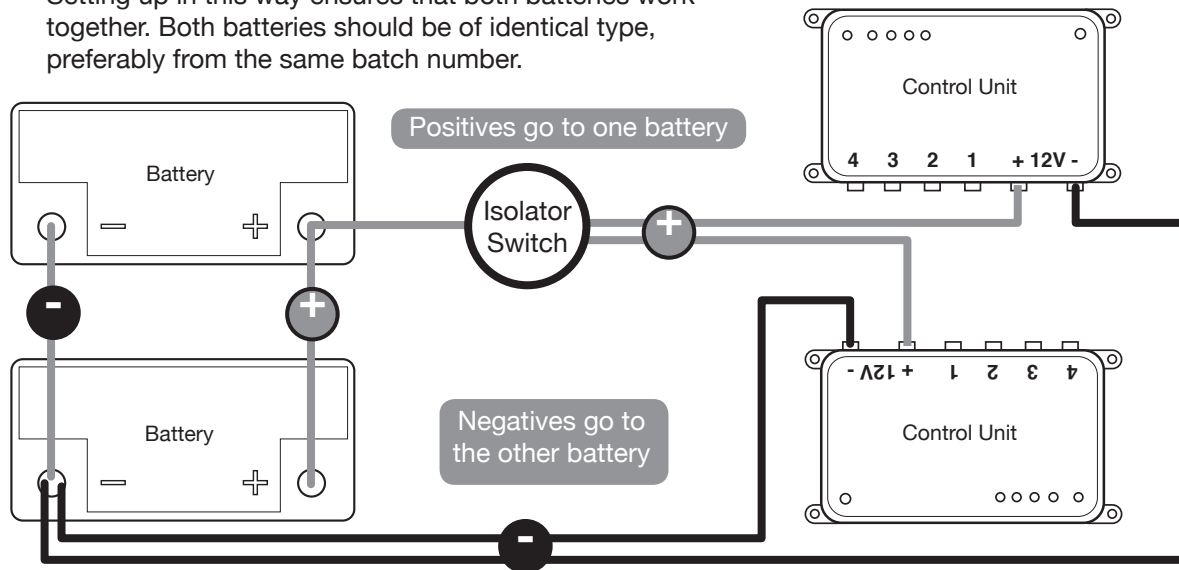 Setting up in this way ensures that both batteries work
together. Both batteries should be of identical type,
preferably from the same batch number.
Control Unit
4 3 2 1 + 12V -
Positives go to one battery
Battery
- +
Isolator
Switch
+
-
+
- 12V + 1 2 3 4
Control Unit
Negatives go to
the other battery
Battery
- +
-